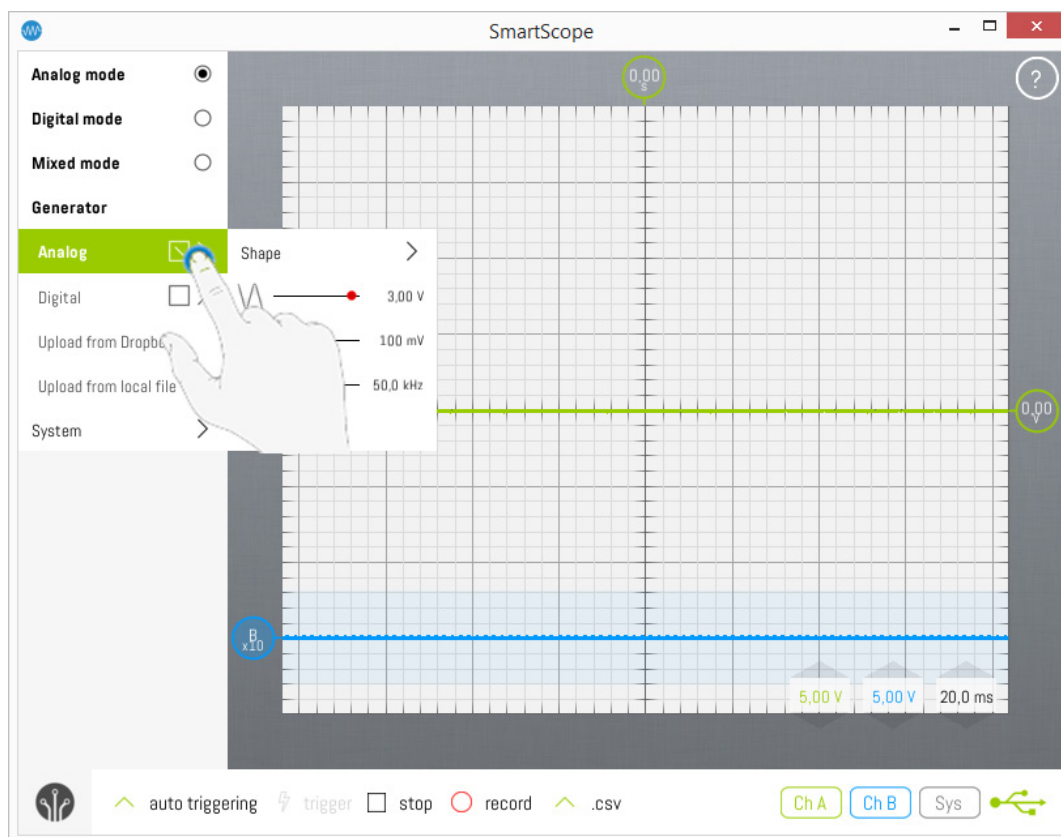 SmartScope
Analog mode
Digital mode
Mixed mode
Generator
Analog
Digital
Upload from
Upload from local file
System
Shape
3,00 V
100 mV
50,0 kHz
0,00
s
?
0,00
V
B
x10
5,00 V 5,00 V 20,0 ms
auto triggering trigger stop record .csv
Ch A Ch B Sys